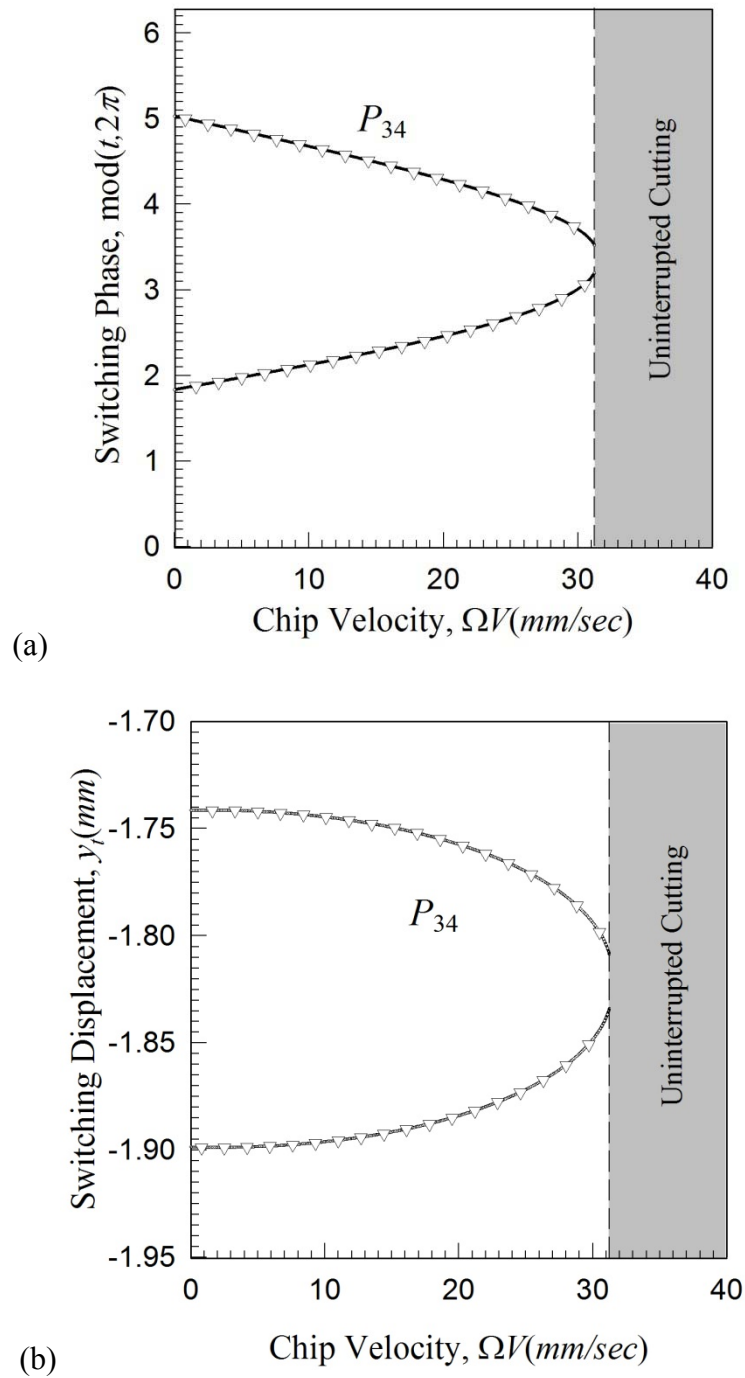 6
5
4
3
2
1
0
Switching Phase, mod(t,2π)
P34
Uninterrupted Cutting
0 10 20 30 40
Chip Velocity, ΩV(mm/sec)
(a)
-1.70
-1.75
-1.80
-1.85
-1.90
-1.95
Switching Displacement, yt(mm)
P34
Uninterrupted Cutting
0 10 20 30 40
Chip Velocity, ΩV(mm/sec)
(b)